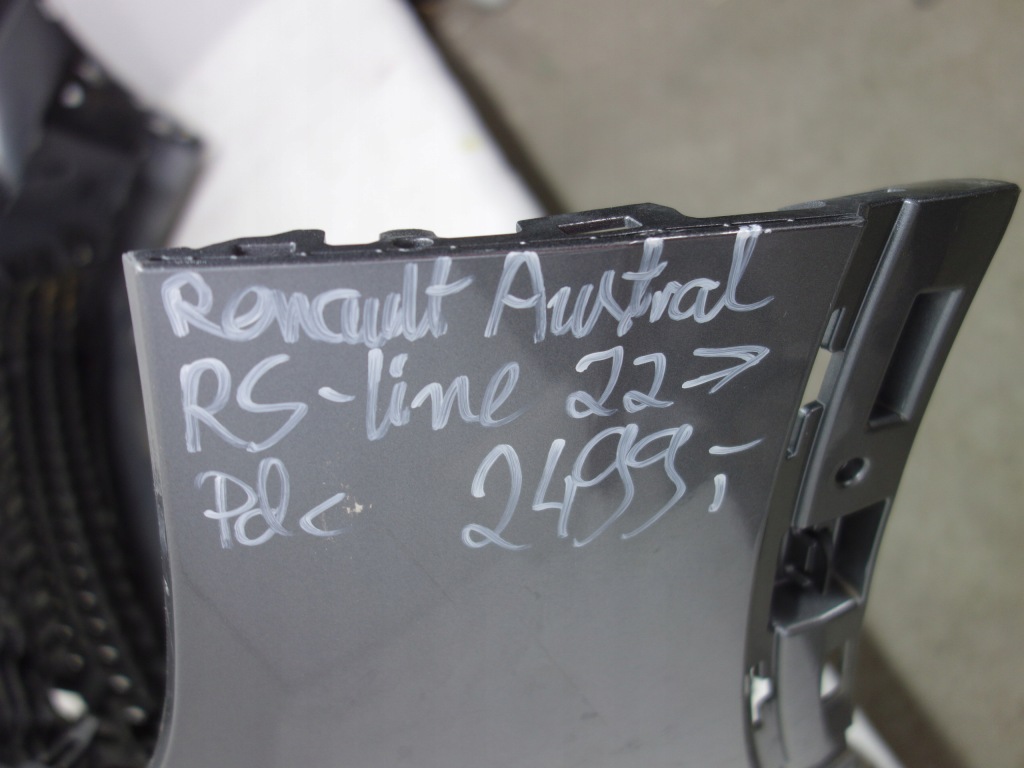 Renault Austral
RS-line 22>
Pdc 2499,-